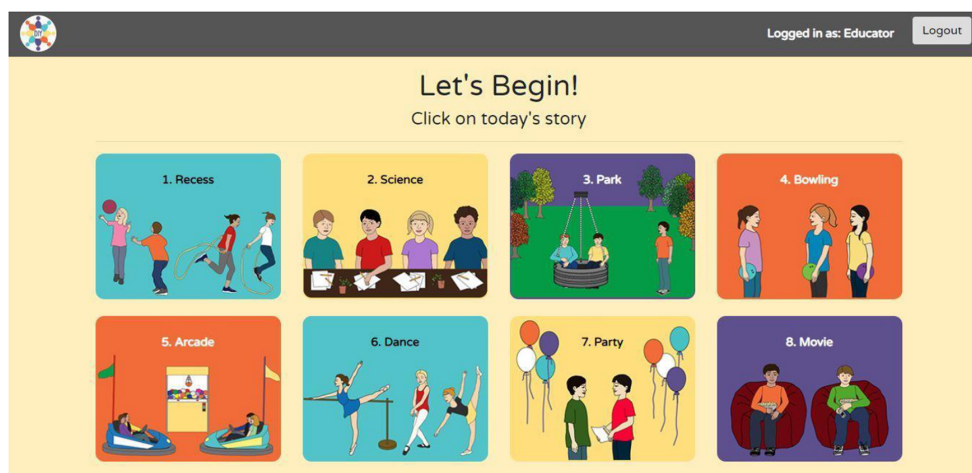 DIY
Logged in as: Educator
Logout
Let's Begin!
Click on today's story
1. Recess
2. Science
3. Park
4. Bowling
5. Arcade
6. Dance
7. Party
8. Movie